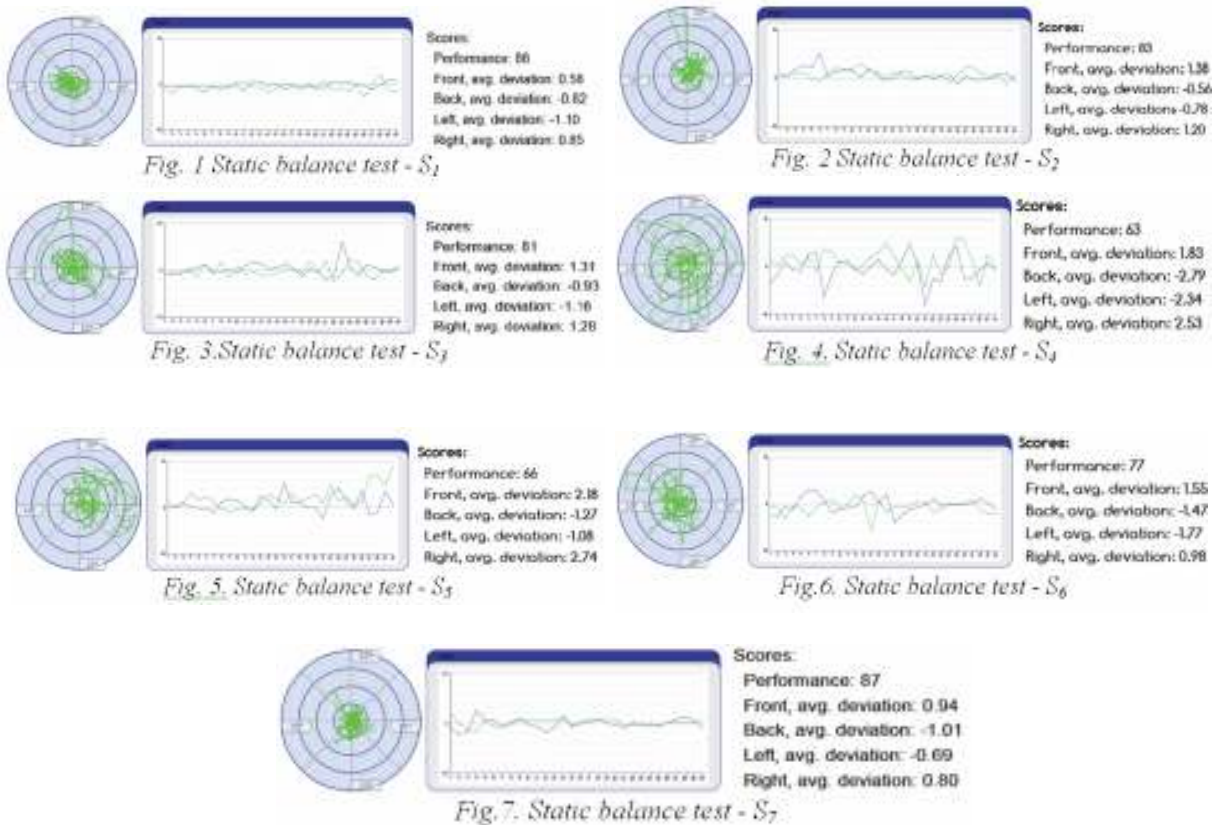 Scores:
Performance: 86
Front, avg. deviation: 0.58
Back, avg. deviation: -0.82
Left, avg. deviation: -1.10
Right, avg. deviation: 0.85
Fig. 1 Static balance test - S1
Scores:
Performance: 83
Front, avg. deviation: 1.38
Back, avg. deviation: -0.56
Left, avg. deviation: -0.78
Right, avg. deviation: 1.20
Fig. 2 Static balance test - S2
Scores:
Performance: 81
Front, avg. deviation: 1.31
Back, avg. deviation: -0.93
Left, avg. deviation: -1.16
Right, avg. deviation: 1.28
Fig. 3.Static balance test - S3
Scores:
Performance: 63
Front, avg. deviation: 1.83
Back, avg. deviation: -2.79
Left, avg. deviation: -2.34
Right, avg. deviation: 2.53
Fig. 4. Static balance test - S4
Scores:
Performance: 66
Front, avg. deviation: 2.18
Back, avg. deviation: -1.27
Left, avg. deviation: -1.08
Right, avg. deviation: 2.74
Fig. 5. Static balance test - S5
Scores:
Performance: 77
Front, avg. deviation: 1.55
Back, avg. deviation: -1.47
Left, avg. deviation: -1.77
Right, avg. deviation: 0.98
Fig.6. Static balance test - S6
Scores:
Performance: 87
Front, avg. deviation: 0.94
Back, avg. deviation: -1.01
Left, avg. deviation: -0.69
Right, avg. deviation: 0.80
Fig.7. Static balance test - S7